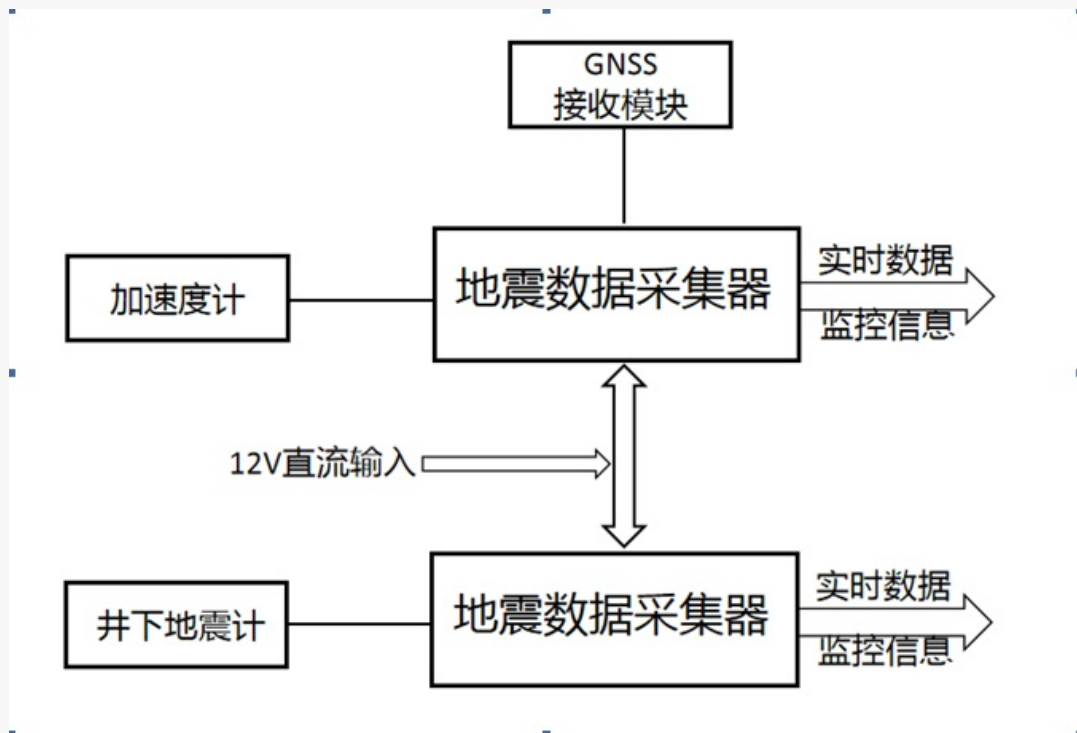 GNSS
接收模块
加速度计
地震数据采集器
实时数据
监控信息
12V直流输入
井下地震计
地震数据采集器
实时数据
监控信息